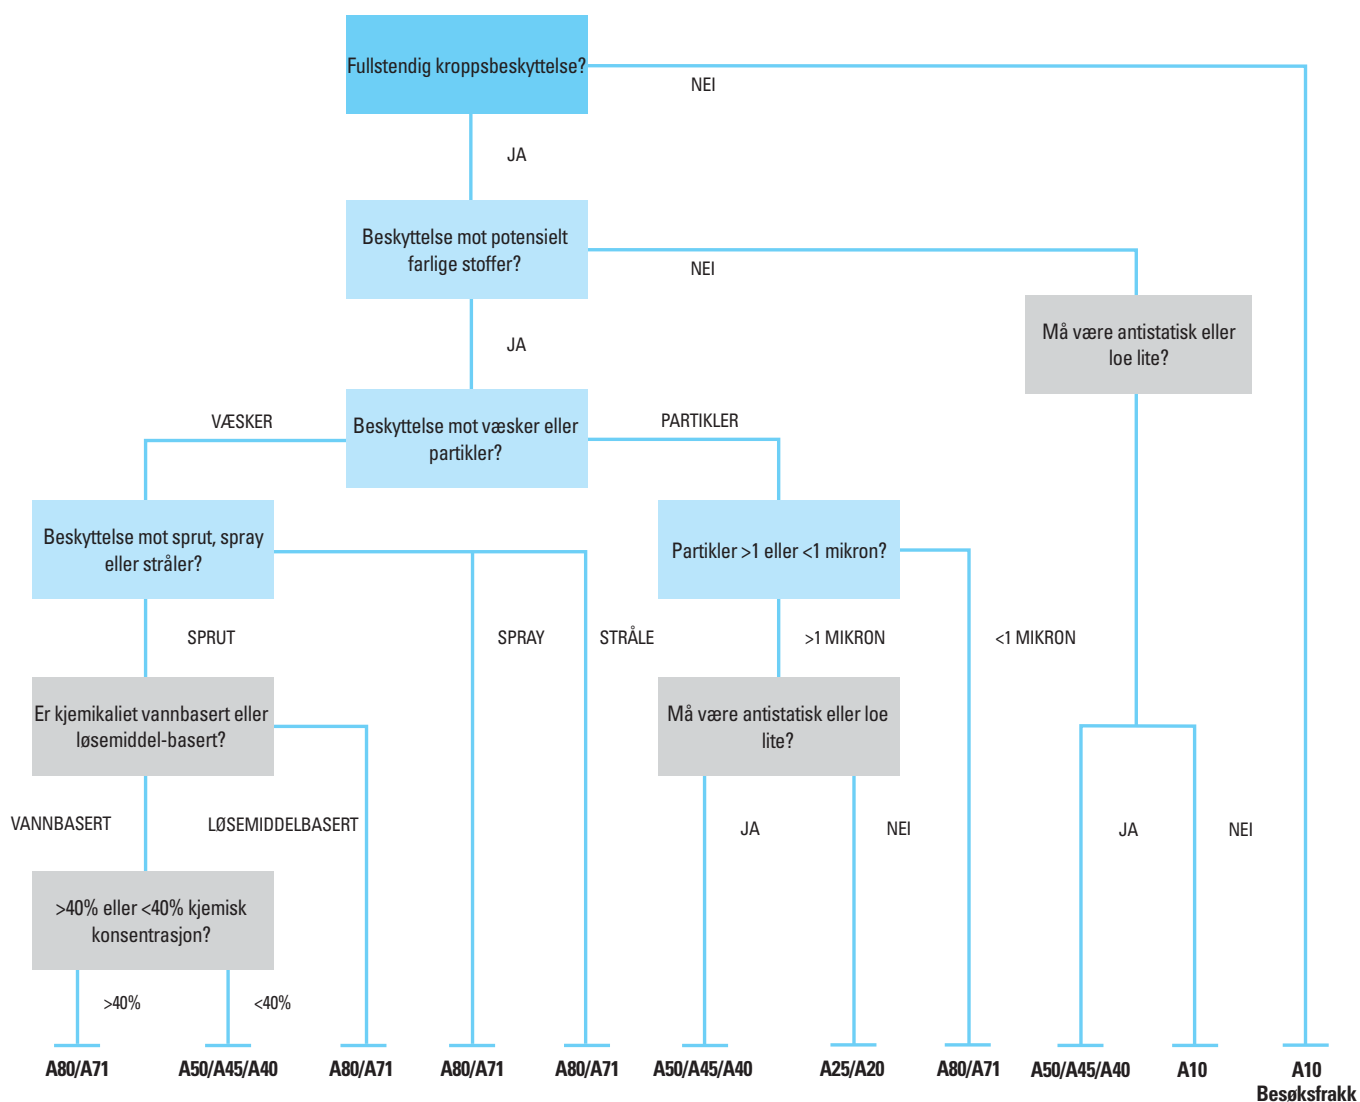 Fullstendig kroppsbeskyttelse?
NEI
JA
Beskyttelse mot potensielt
farlige stoffer?
NEI
JA
Må være antistatisk eller
loe lite?
VÆSKER
Beskyttelse mot væsker eller
partikler?
PARTIKLER
Beskyttelse mot sprut, spray
eller stråler?
Partikler >1 eller <1 mikron?
SPRUT
SPRAY
STRÅLE
>1 MIKRON
<1 MIKRON
Er kjemikaliet vannbasert eller
løsemiddel-basert?
Må være antistatisk eller loe
lite?
VANNBASERT
LØSEMIDDELBASERT
JA
NEI
JA
NEI
>40% eller <40% kjemisk
konsentrasjon?
>40%
<40%
A80/A71
A50/A45/A40
A80/A71
A80/A71
A80/A71
A50/A45/A40
A25/A20
A80/A71
A50/A45/A40
A10
A10
Besøksfrakk